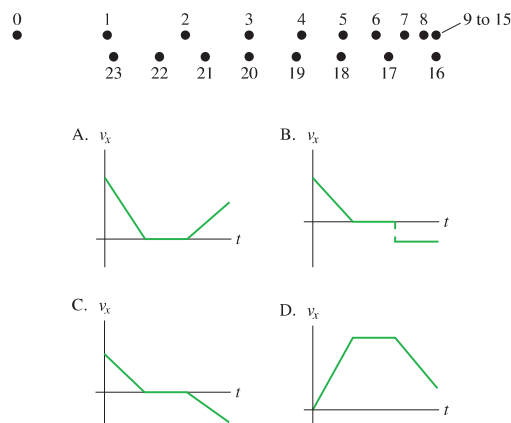 0 1 2 3 4 5 6 7 8 9 to 15
23 22 21 20 19 18 17 16
A. vₓ B. vₓ
t t
C. vₓ D. vₓ
t t